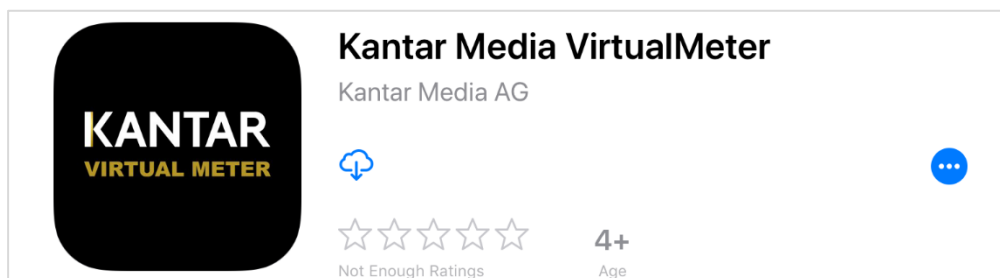 KANTAR
VIRTUAL METER
Kantar Media VirtualMeter
Kantar Media AG
Not Enough Ratings
4+
Age